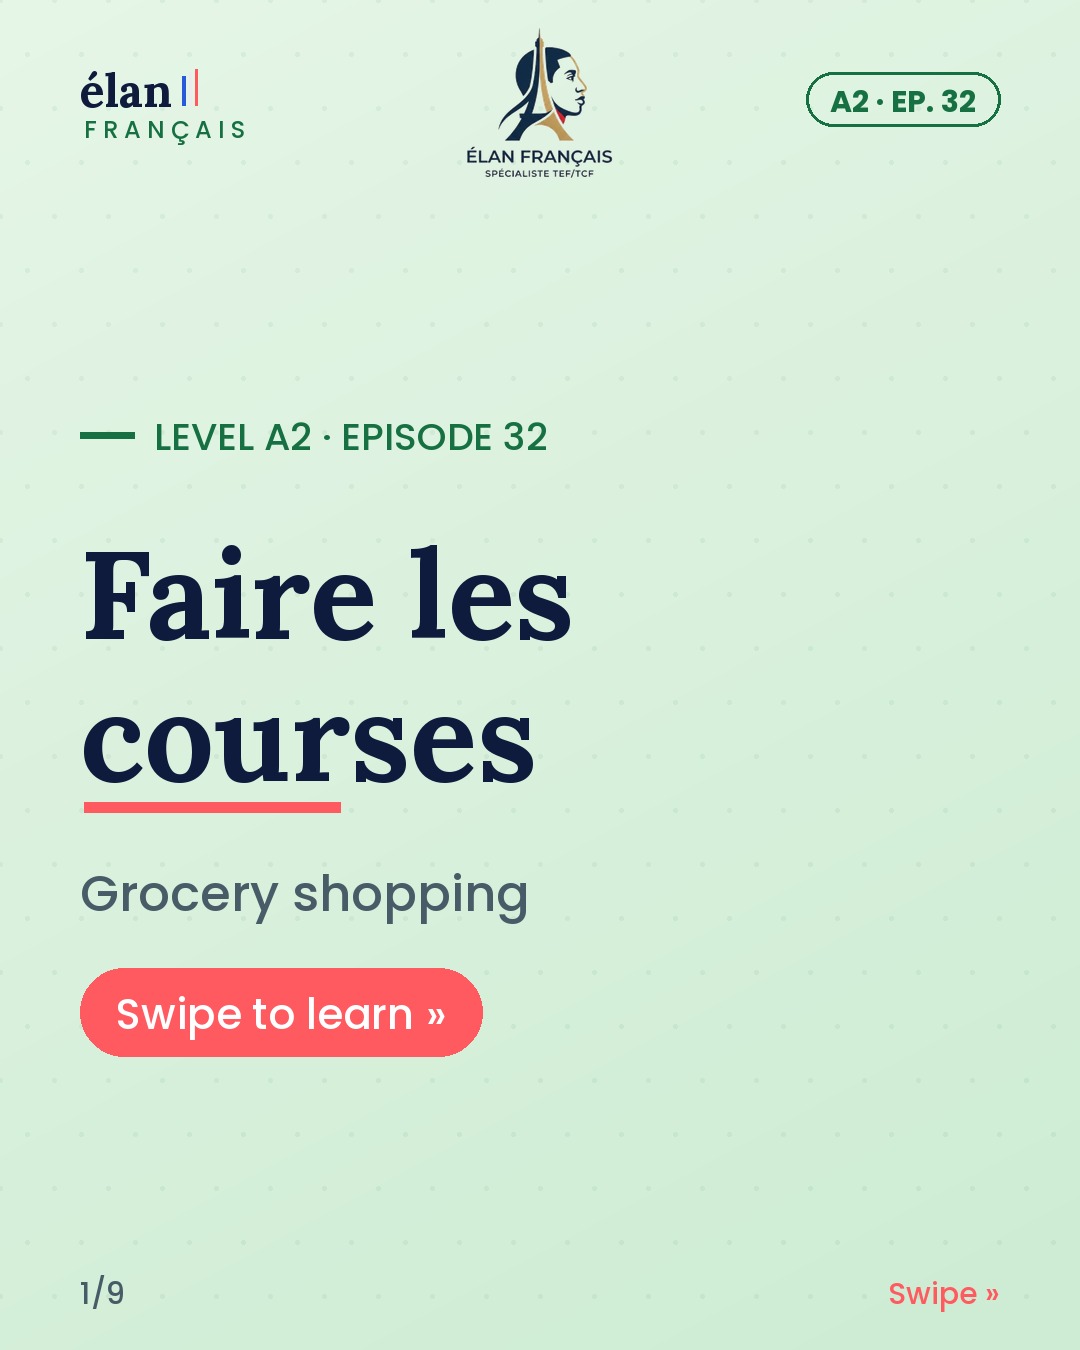 élan
FRANÇAIS
ÉLAN FRANÇAIS
SPÉCIALISTE TEF/TCF
A2 · EP. 32
LEVEL A2 · EPISODE 32
Faire les
courses
Grocery shopping
Swipe to learn »
1/9
Swipe »